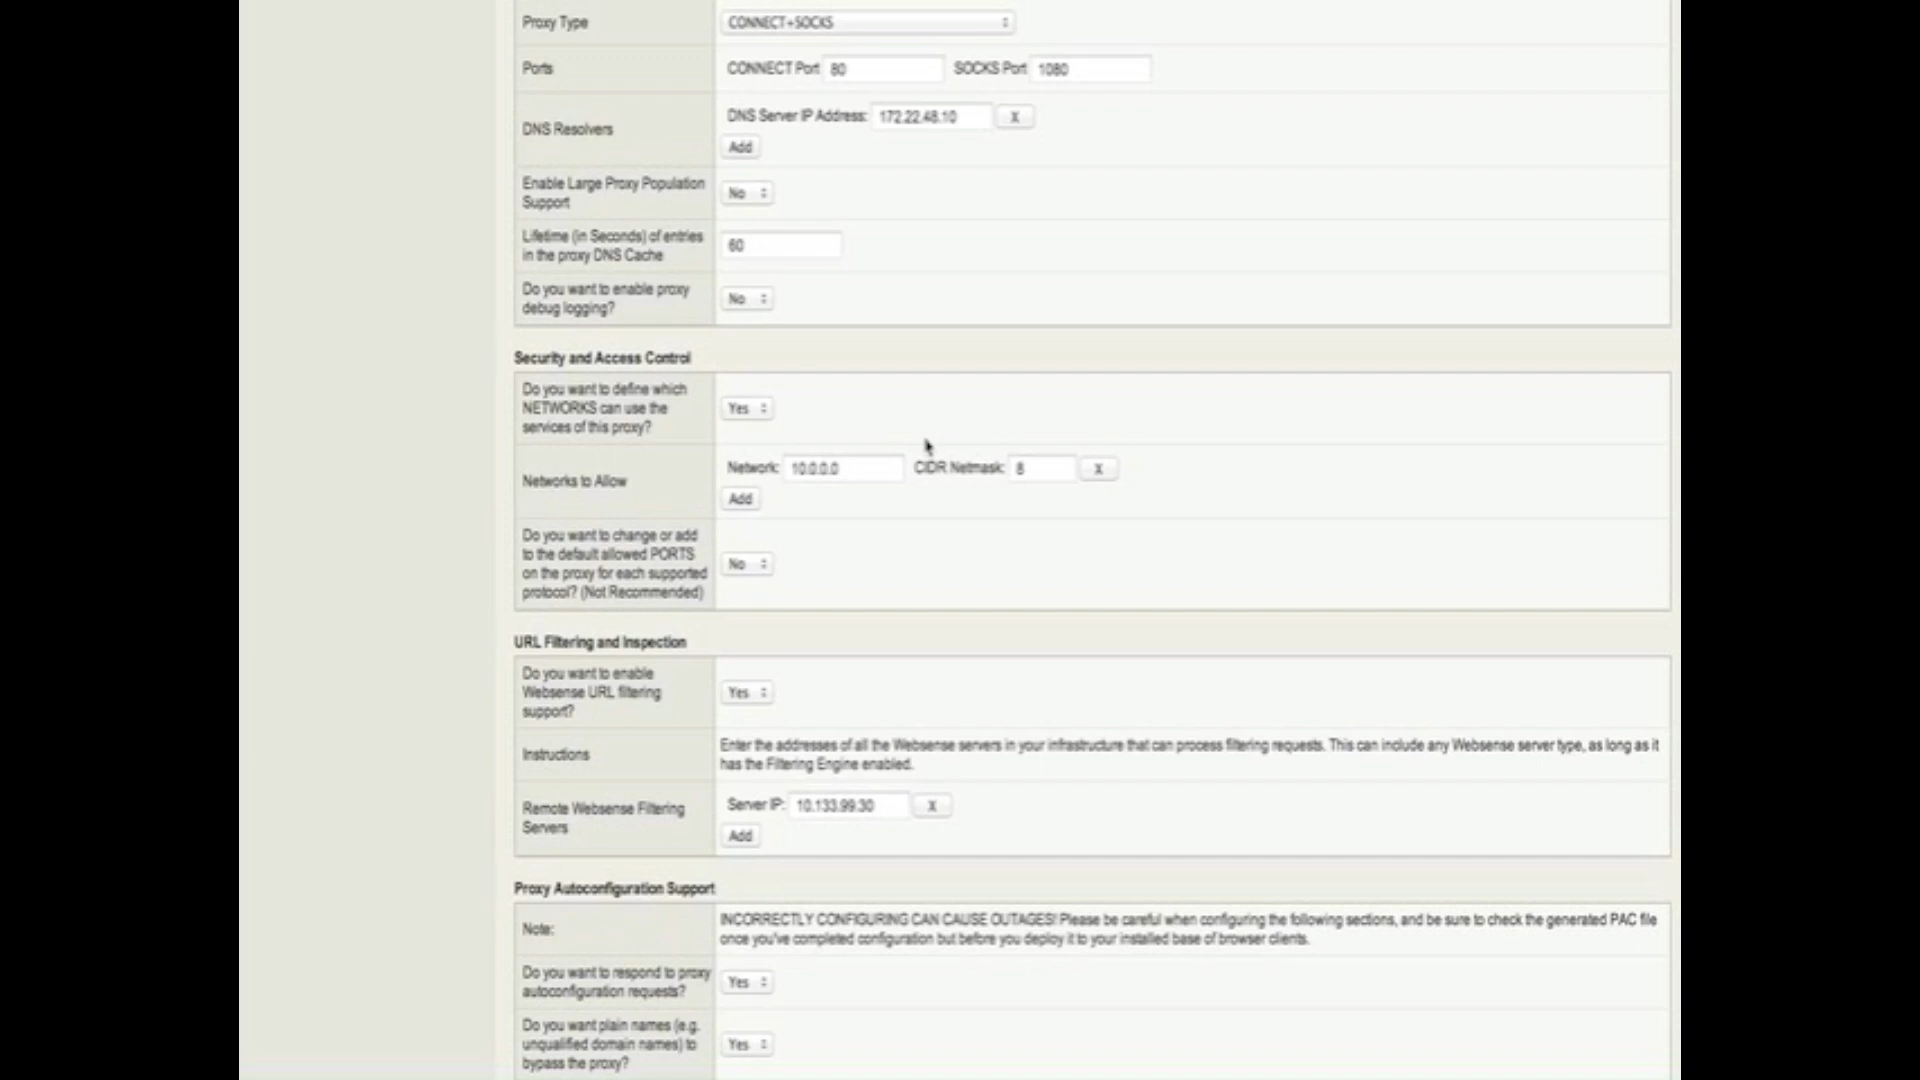 Proxy Type
CONNECT+SOCKS
Ports
CONNECT Port 80 SOCKS Port 1080
DNS Resolvers
DNS Server IP Address: 172.22.48.10 X
Add
Enable Large Proxy Population
Support
No
Lifetime (in Seconds) of entries
in the proxy DNS Cache
60
Do you want to enable proxy
debug logging?
No
Security and Access Control
Do you want to define which
NETWORKS can use the
services of this proxy?
Yes
Networks to Allow
Network: 10.0.0.0 CIDR Netmask: 8 X
Add
Do you want to change or add
to the default allowed PORTS
on the proxy for each supported
protocol? (Not Recommended)
No
URL Filtering and Inspection
Do you want to enable
Websense URL filtering
support?
Yes
Instructions
Enter the addresses of all the Websense servers in your infrastructure that can process filtering requests. This can include any Websense server type, as long as it
has the Filtering Engine enabled.
Remote Websense Filtering
Servers
Server IP: 10.133.99.30 X
Add
Proxy Autoconfiguration Support
Note:
INCORRECTLY CONFIGURING CAN CAUSE OUTAGES! Please be careful when configuring the following sections, and be sure to check the generated PAC file
once you've completed configuration but before you deploy it to your installed base of browser clients.
Do you want to respond to proxy
autoconfiguration requests?
Yes
Do you want plain names (e.g.
unqualified domain names) to
bypass the proxy?
Yes